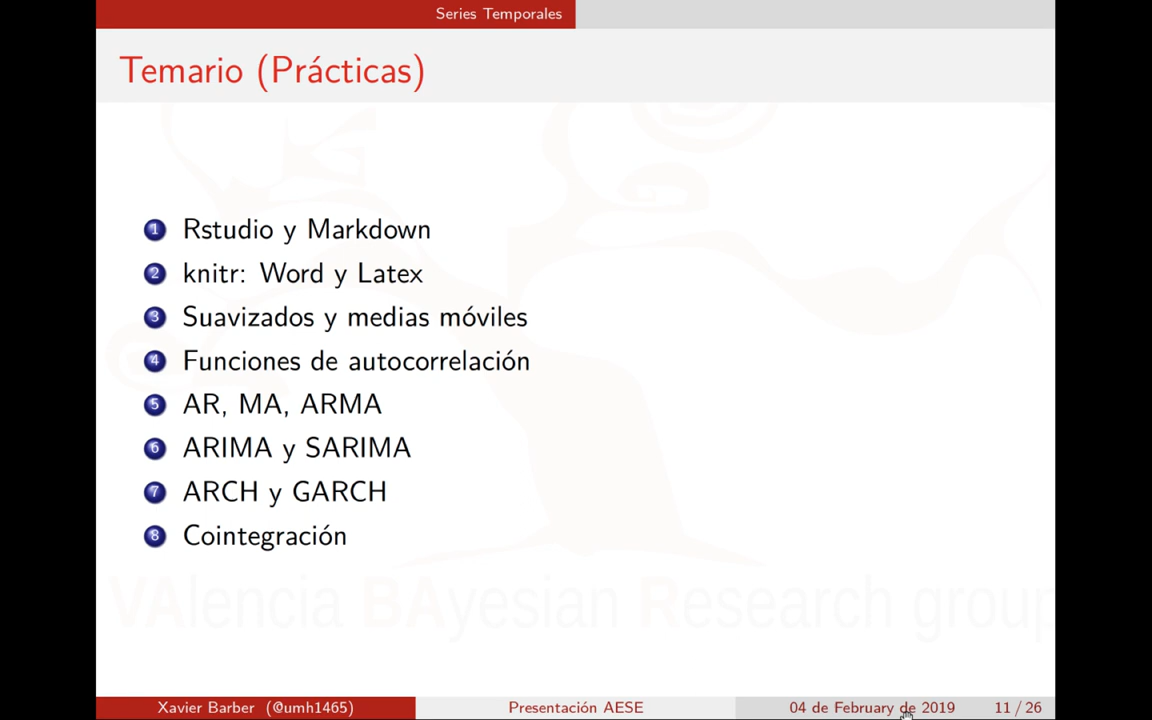 Series Temporales
Temario (Prácticas)
1 Rstudio y Markdown
2 knitr: Word y Latex
3 Suavizados y medias móviles
4 Funciones de autocorrelación
5 AR, MA, ARMA
6 ARIMA y SARIMA
7 ARCH y GARCH
8 Cointegración
VAlencia BAyesian Research group
Xavier Barber (@umh1465) Presentación AESE 04 de February de 2019 11 / 26